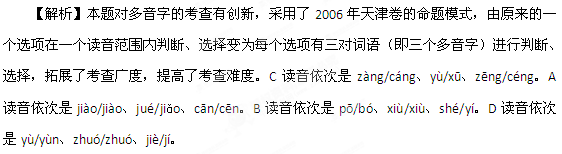 【解析】本题对多音字的考查有创新，采用了 2006 年天津卷的命题模式，由原来的一
个选项在一个读音范围内判断、选择变为每个选项有三对词语（即三个多音字）进行判断、
选择，拓展了考查广度，提高了考查难度。C 读音依次是 zàng/cáng、yù/xū、zēng/céng。A
读音依次是 jiào/jiào、jué/jiǎo、cān/cēn。B 读音依次是 pō/bó、xiù/xiù、shé/yí。D 读音依次
是 yù/yùn、zhuó/zhuó、jiè/jí。